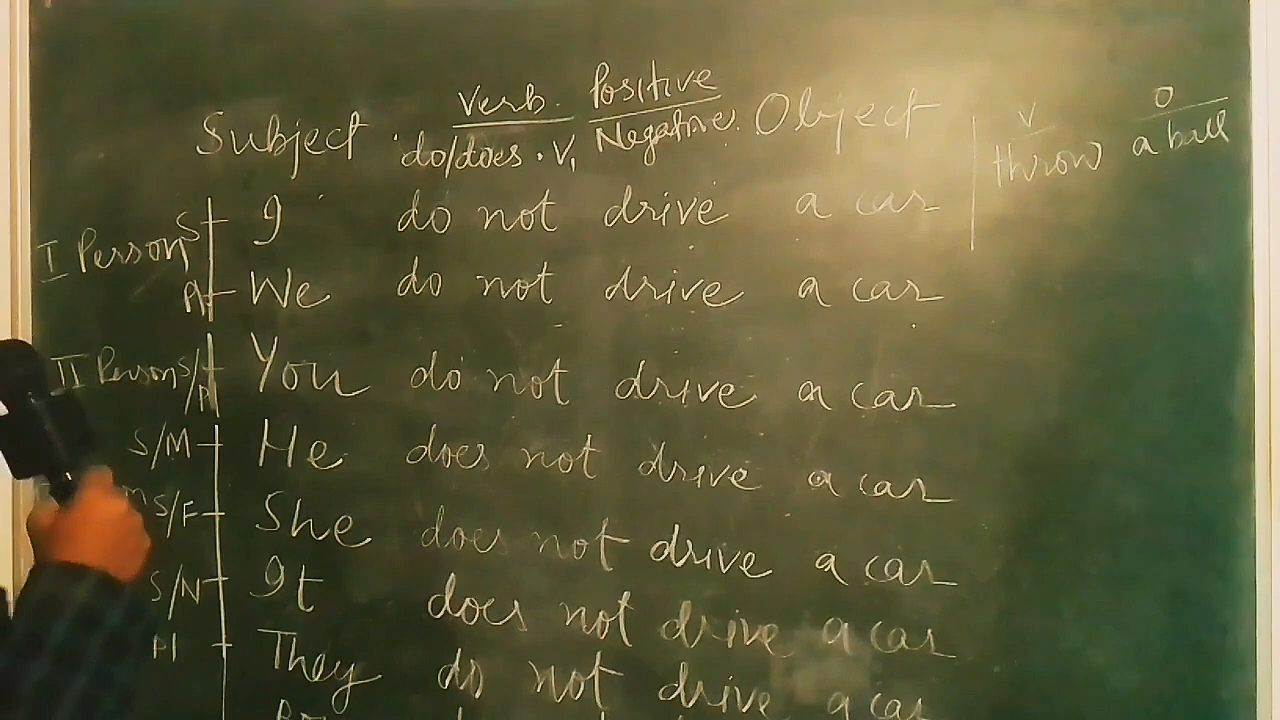 Verb Positive
Subject do/does . V₁ Negative. Object
V O
throw a ball
I Person S I do not drive a car
Pl We do not drive a car
II Person S/P You do not drive a car
S/M He does not drive a car
S/F She does not drive a car
S/N It does not drive a car
Pl They do not drive a car